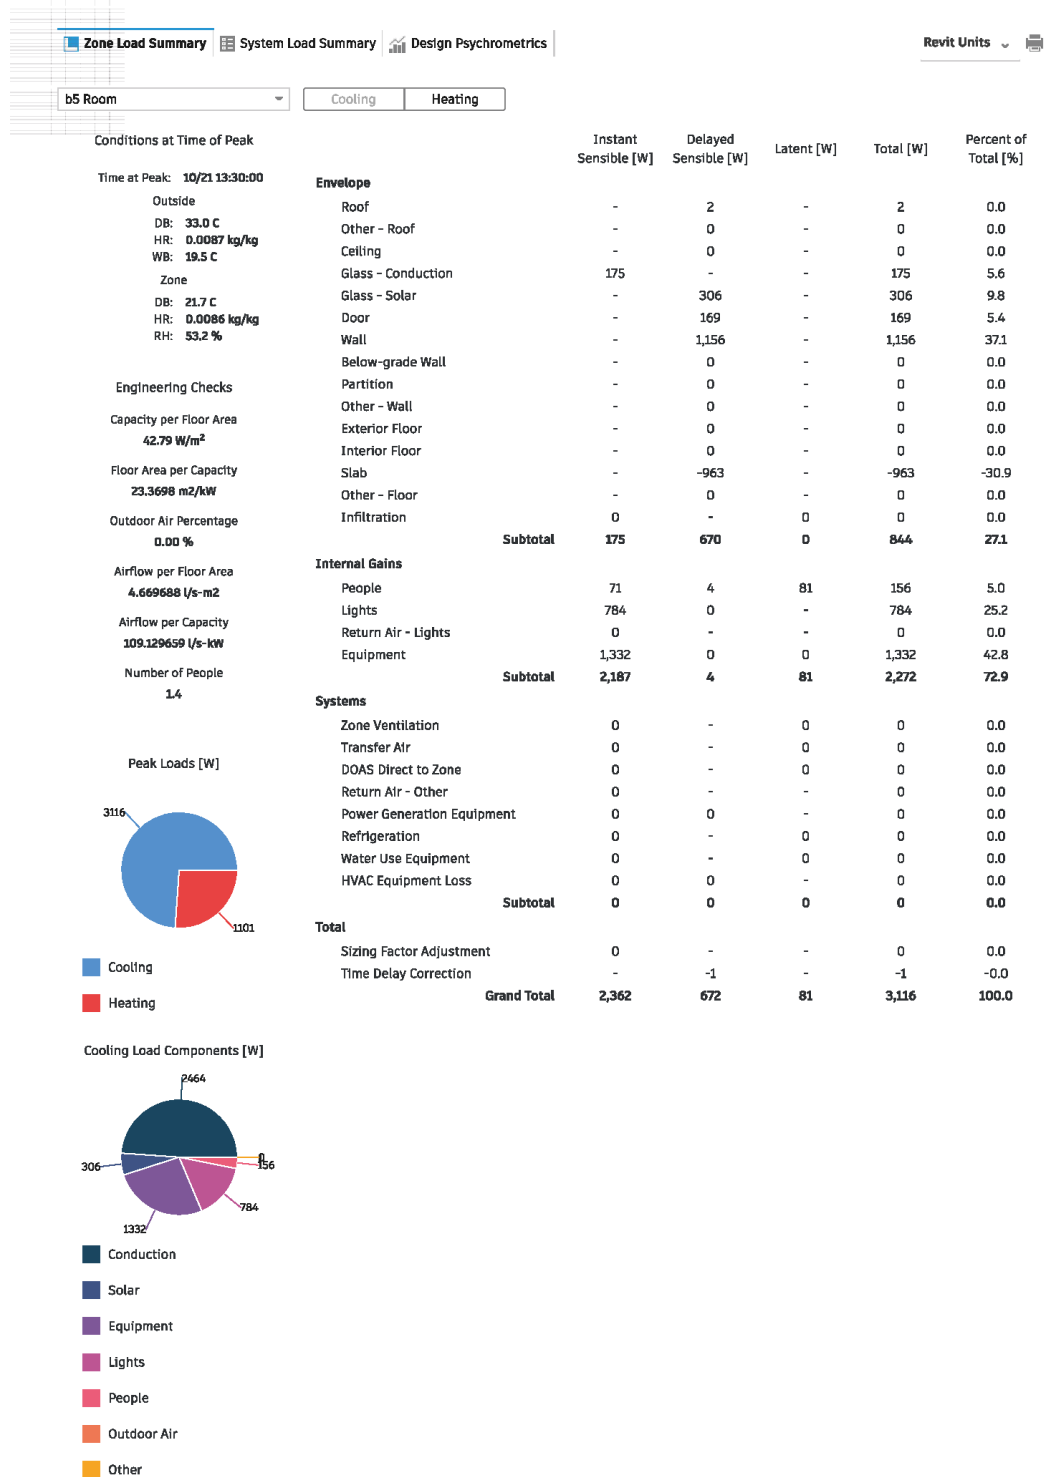 Zone Load Summary System Load Summary Design Psychrometrics Revit Units
b5 Room Cooling Heating
Conditions at Time of Peak
Time at Peak: 10/21 13:30:00
Outside
DB: 33.0 C
HR: 0.0087 kg/kg
WB: 19.5 C
Zone
DB: 21.7 C
HR: 0.0086 kg/kg
RH: 53.2 %
Engineering Checks
Capacity per Floor Area
42.79 W/m²
Floor Area per Capacity
23.3698 m2/kW
Outdoor Air Percentage
0.00 %
Airflow per Floor Area
4.669688 l/s-m2
Airflow per Capacity
109.129659 l/s-kW
Number of People
1.4
Peak Loads [W]
3116
1101
Cooling
Heating
Cooling Load Components [W]
2464
0
156
306
784
1332
Conduction
Solar
Equipment
Lights
People
Outdoor Air
Other
Instant Delayed Latent [W] Total [W] Percent of
Sensible [W] Sensible [W] Total [%]
Envelope
Roof - 2 - 2 0.0
Other - Roof - 0 - 0 0.0
Ceiling - 0 - 0 0.0
Glass - Conduction 175 - - 175 5.6
Glass - Solar - 306 - 306 9.8
Door - 169 - 169 5.4
Wall - 1,156 - 1,156 37.1
Below-grade Wall - 0 - 0 0.0
Partition - 0 - 0 0.0
Other - Wall - 0 - 0 0.0
Exterior Floor - 0 - 0 0.0
Interior Floor - 0 - 0 0.0
Slab - -963 - -963 -30.9
Other - Floor - 0 - 0 0.0
Infiltration 0 - 0 0 0.0
Subtotal 175 670 0 844 27.1
Internal Gains
People 71 4 81 156 5.0
Lights 784 0 - 784 25.2
Return Air - Lights 0 - - 0 0.0
Equipment 1,332 0 0 1,332 42.8
Subtotal 2,187 4 81 2,272 72.9
Systems
Zone Ventilation 0 - 0 0 0.0
Transfer Air 0 - 0 0 0.0
DOAS Direct to Zone 0 - 0 0 0.0
Return Air - Other 0 - - 0 0.0
Power Generation Equipment 0 0 - 0 0.0
Refrigeration 0 - 0 0 0.0
Water Use Equipment 0 - 0 0 0.0
HVAC Equipment Loss 0 0 - 0 0.0
Subtotal 0 0 0 0 0.0
Total
Sizing Factor Adjustment 0 - - 0 0.0
Time Delay Correction - -1 - -1 -0.0
Grand Total 2,362 672 81 3,116 100.0